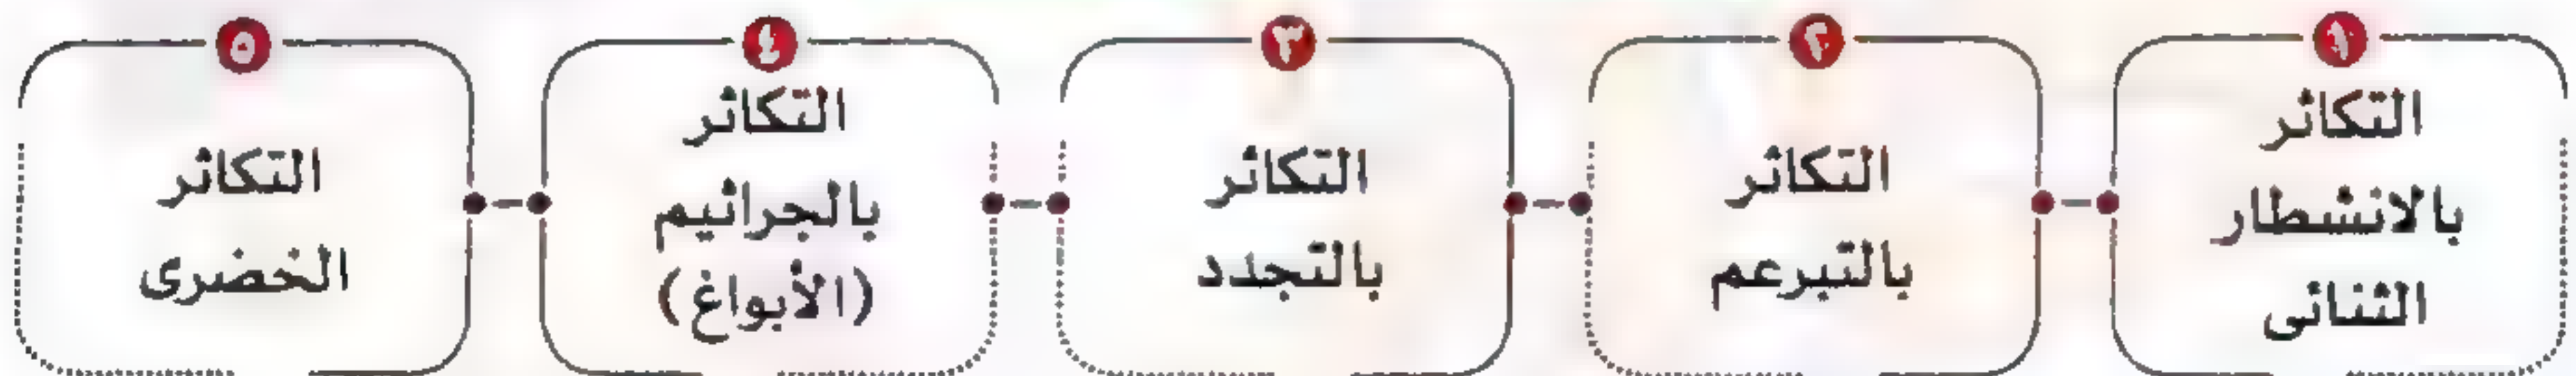 ١
التكاثر
بالانشطار
الثنائى
٢
التكاثر
بالتبرعم
٣
التكاثر
بالتجدد
٤
التكاثر
بالجراثيم
(الأبواغ)
٥
التكاثر
الخضرى